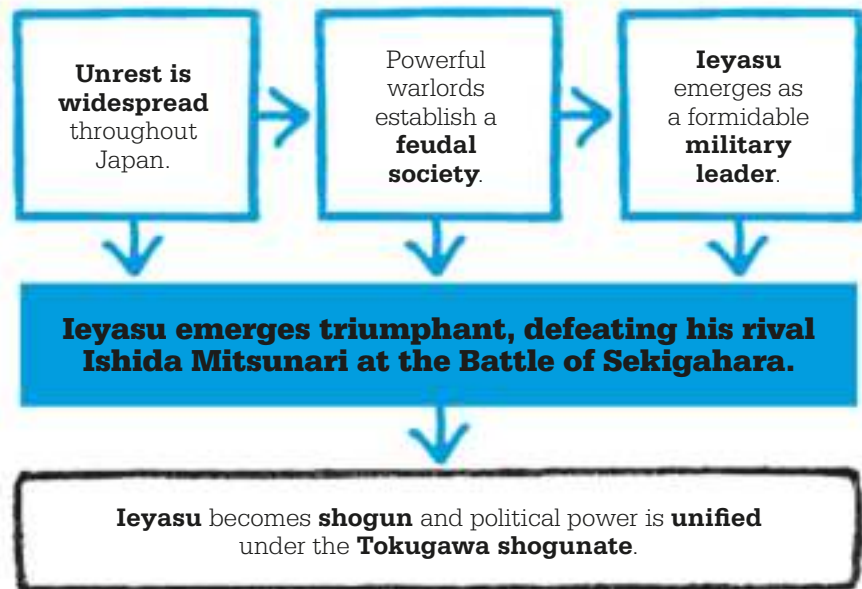 Unrest is
widespread
throughout
Japan.
Powerful
warlords
establish a
feudal
society.
Ieyasu
emerges as
a formidable
military
leader.
Ieyasu emerges triumphant, defeating his rival
Ishida Mitsunari at the Battle of Sekigahara.
Ieyasu becomes shogun and political power is unified
under the Tokugawa shogunate.